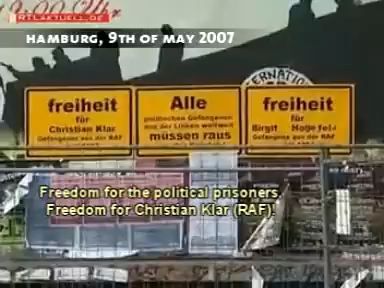 RTLAKTUELL.DE
HAMBURG, 9TH OF MAY 2007
freiheit
für
Christian Klar
Gefangener aus der RAF
Alle
politischen Gefangenen
aus der Linken weltweit
müssen raus
freiheit
für
Birgit Hogefeld
Gefangene aus der RAF
Freedom for the political prisoners.
Freedom for Christian Klar (RAF)!